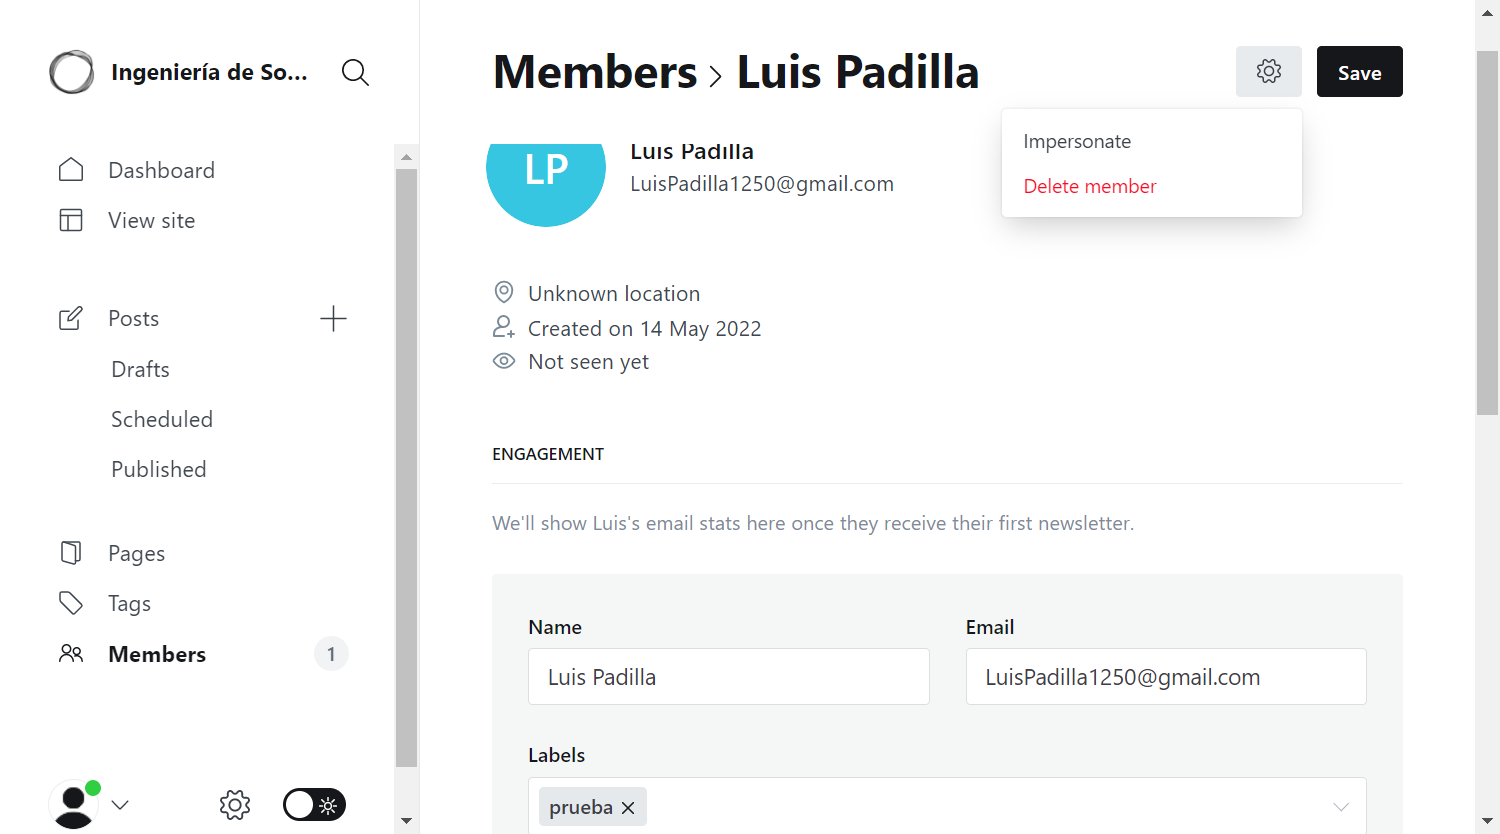 Ingeniería de So...
Dashboard
View site
Posts
Drafts
Scheduled
Published
Pages
Tags
Members 1
Members > Luis Padilla
Save
Impersonate
Delete member
LP
Luis Padilla
LuisPadilla1250@gmail.com
Unknown location
Created on 14 May 2022
Not seen yet
ENGAGEMENT
We'll show Luis's email stats here once they receive their first newsletter.
Name
Luis Padilla
Email
LuisPadilla1250@gmail.com
Labels
prueba